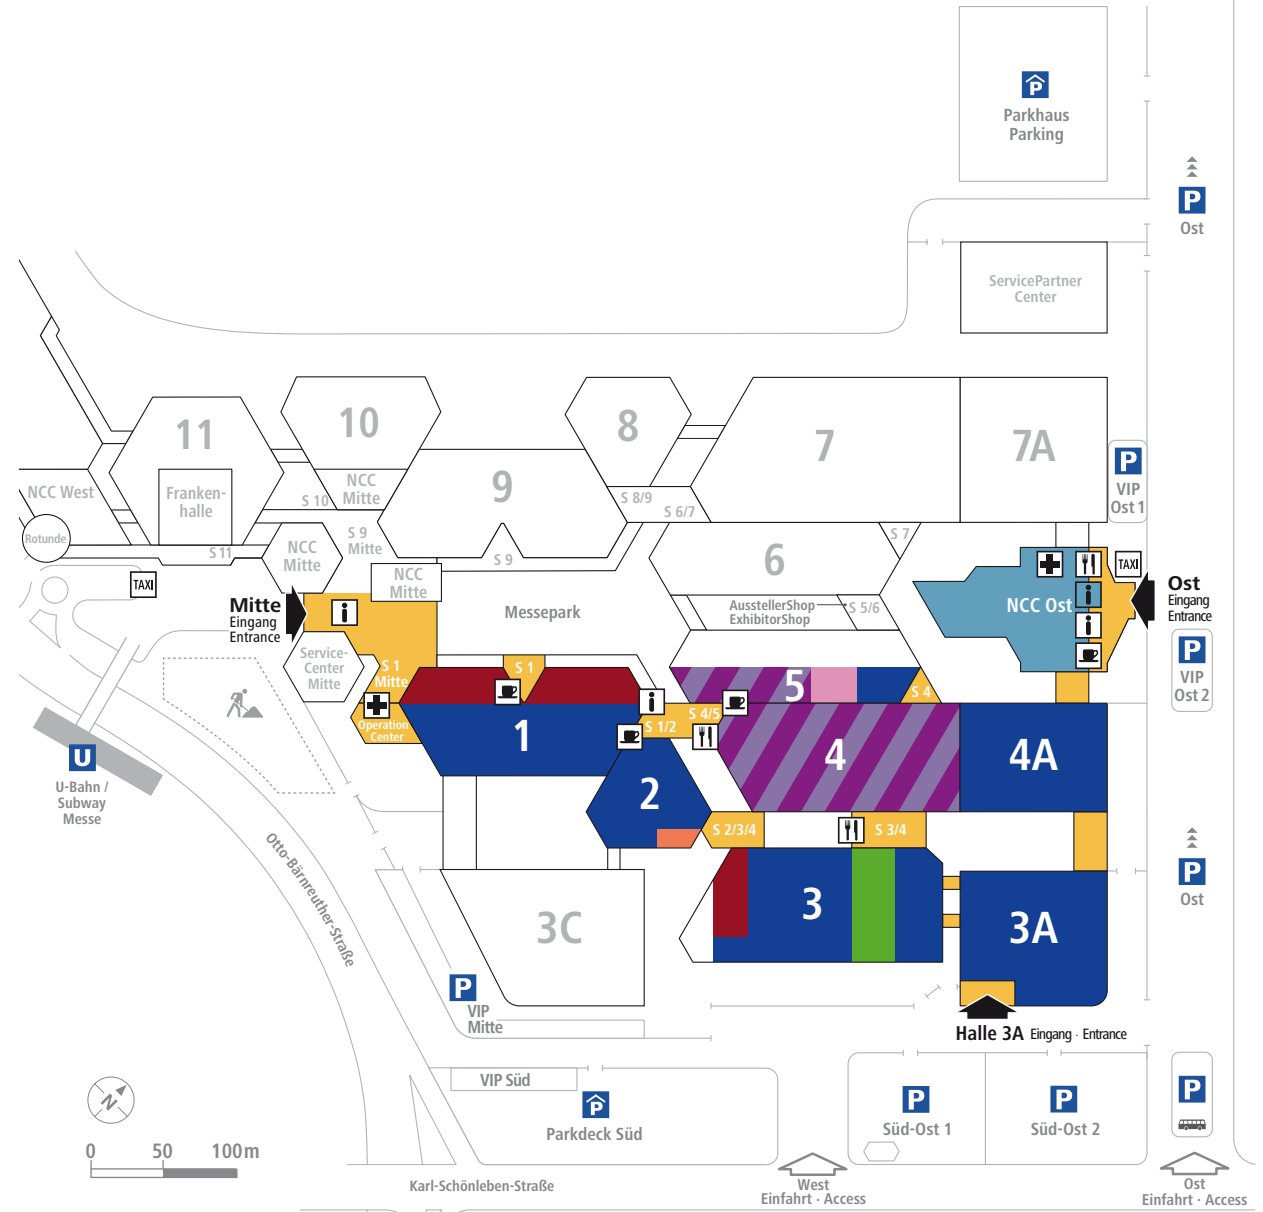 Parkhaus
Parking
P
P
Ost
ServicePartner
Center
11
10
8
7
7A
9
NCC West
Franken-
halle
NCC
Mitte
S 10
S 8/9
S 6/7
P
VIP
Ost 1
Rotunde
S 11
NCC
Mitte
S 9
Mitte
S 9
S 7
6
TAXI
NCC
Mitte
TAXI
Mitte
Eingang
Entrance
Messepark
AusstellerShop
ExhibitorShop
S 5/6
NCC Ost
Ost
Eingang
Entrance
Service-
Center
Mitte
S 1
Mitte
S 1
5
S 4
P
VIP
Ost 2
Operation
Center
1
S 1/2
S 4/5
4
4A
U
U-Bahn /
Subway
Messe
2
S 2/3/4
S 3/4
P
Ost
Otto-Bärnreuther-Straße
3C
3
3A
P
VIP
Mitte
Halle 3A Eingang · Entrance
VIP Süd
P
Parkdeck Süd
P
Süd-Ost 1
P
Süd-Ost 2
P
N
0 50 100m
Karl-Schönleben-Straße
West
Einfahrt · Access
Ost
Einfahrt · Access